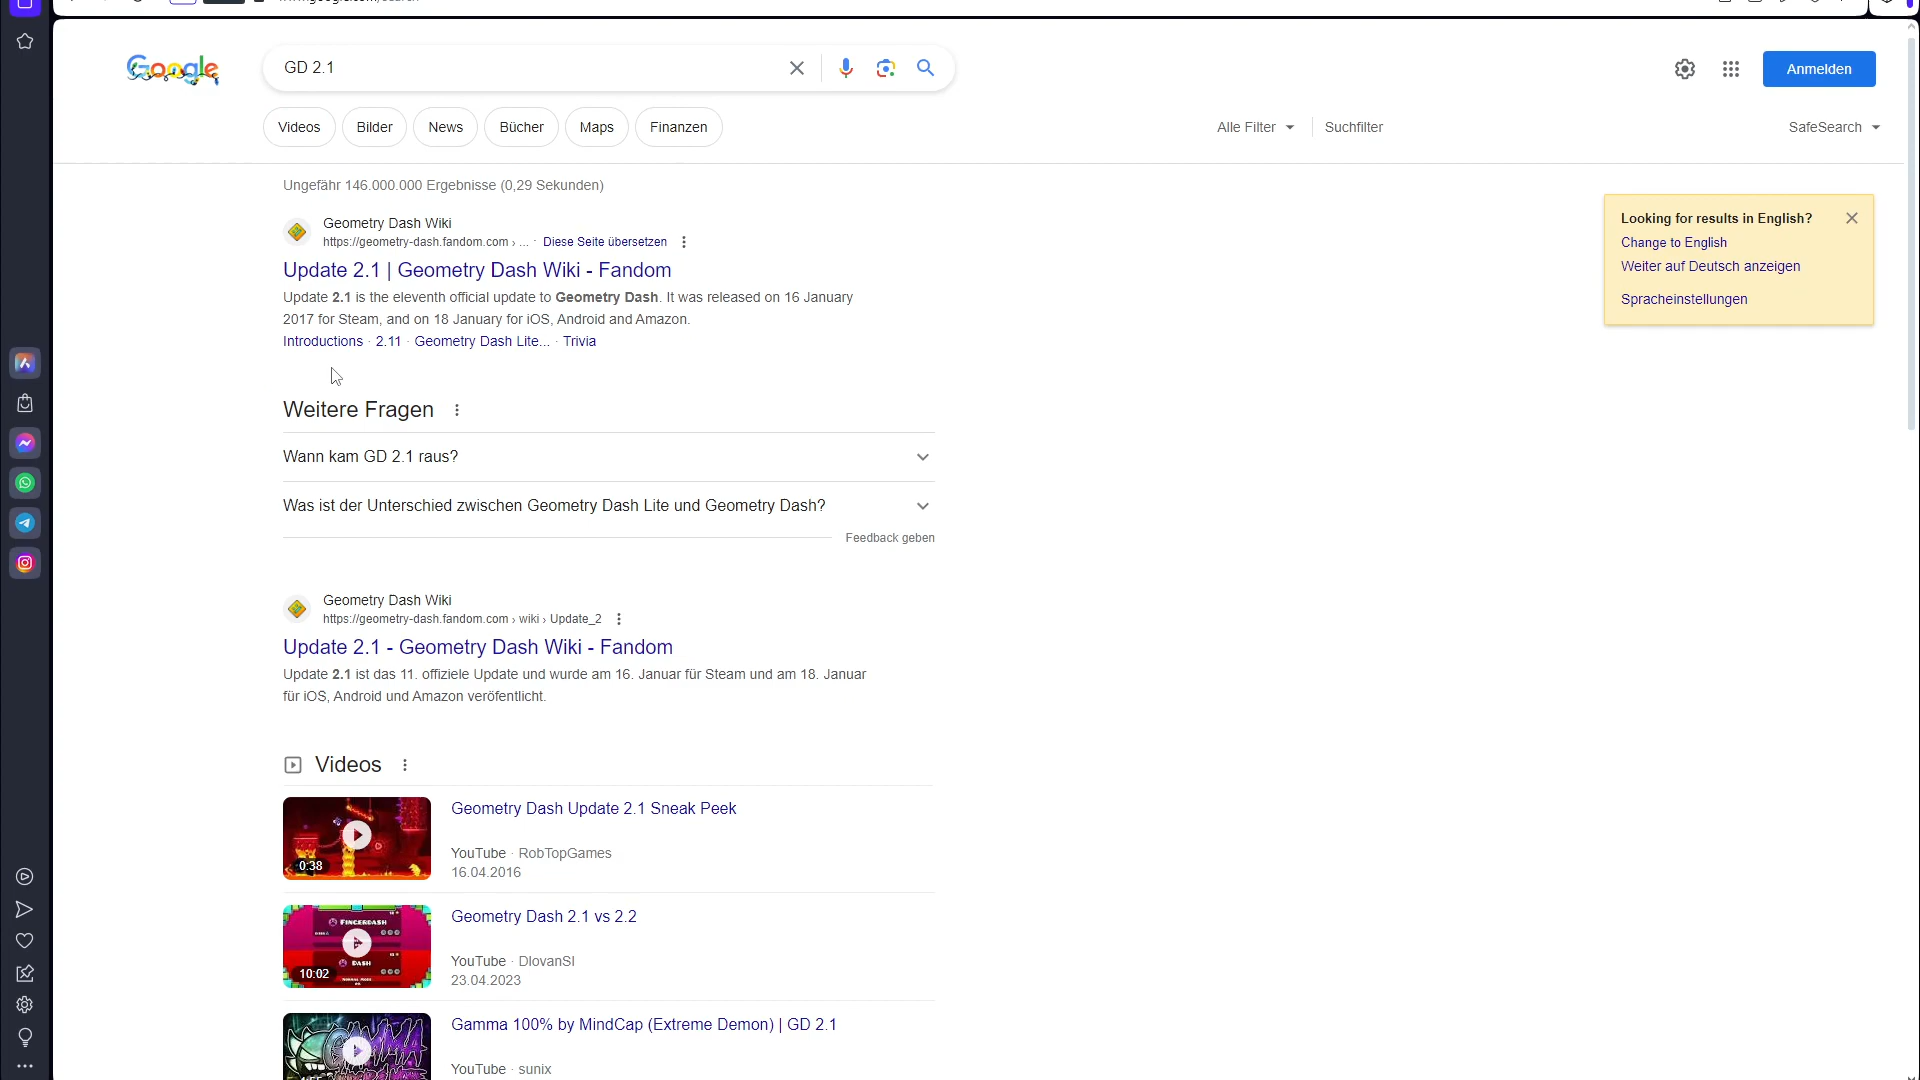 Google
GD 2.1
Anmelden
Videos
Bilder
News
Bücher
Maps
Finanzen
Alle Filter
Suchfilter
SafeSearch
Ungefähr 146.000.000 Ergebnisse (0,29 Sekunden)
Looking for results in English?
Change to English
Weiter auf Deutsch anzeigen
Spracheinstellungen
Geometry Dash Wiki
https://geometry-dash.fandom.com › ... · Diese Seite übersetzen
Update 2.1 | Geometry Dash Wiki - Fandom
Update 2.1 is the eleventh official update to Geometry Dash. It was released on 16 January
2017 for Steam, and on 18 January for iOS, Android and Amazon.
Introductions · 2.11 · Geometry Dash Lite... · Trivia
Weitere Fragen
Wann kam GD 2.1 raus?
Was ist der Unterschied zwischen Geometry Dash Lite und Geometry Dash?
Feedback geben
Geometry Dash Wiki
https://geometry-dash.fandom.com › wiki › Update_2
Update 2.1 - Geometry Dash Wiki - Fandom
Update 2.1 ist das 11. offiziele Update und wurde am 16. Januar für Steam und am 18. Januar
für iOS, Android und Amazon veröfentlicht.
Videos
0:38
Geometry Dash Update 2.1 Sneak Peek
YouTube · RobTopGames
16.04.2016
FINGERDASH
DASH
10:02
Geometry Dash 2.1 vs 2.2
YouTube · DlovanSl
23.04.2023
GAMMA
Gamma 100% by MindCap (Extreme Demon) | GD 2.1
YouTube · sunix